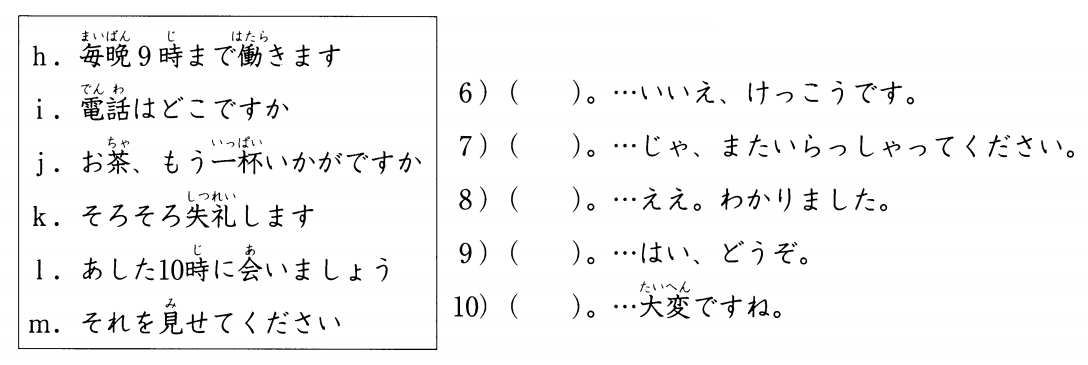 h．毎晩9時まで働きます
i．電話はどこですか
j．お茶、もう一杯いかがですか
k．そろそろ失礼します
l．あした10時に会いましょう
m．それを見せてください
6）（　　）。…いいえ、けっこうです。
7）（　　）。…じゃ、またいらっしゃってください。
8）（　　）。…ええ。わかりました。
9）（　　）。…はい、どうぞ。
10）（　　）。…大変ですね。